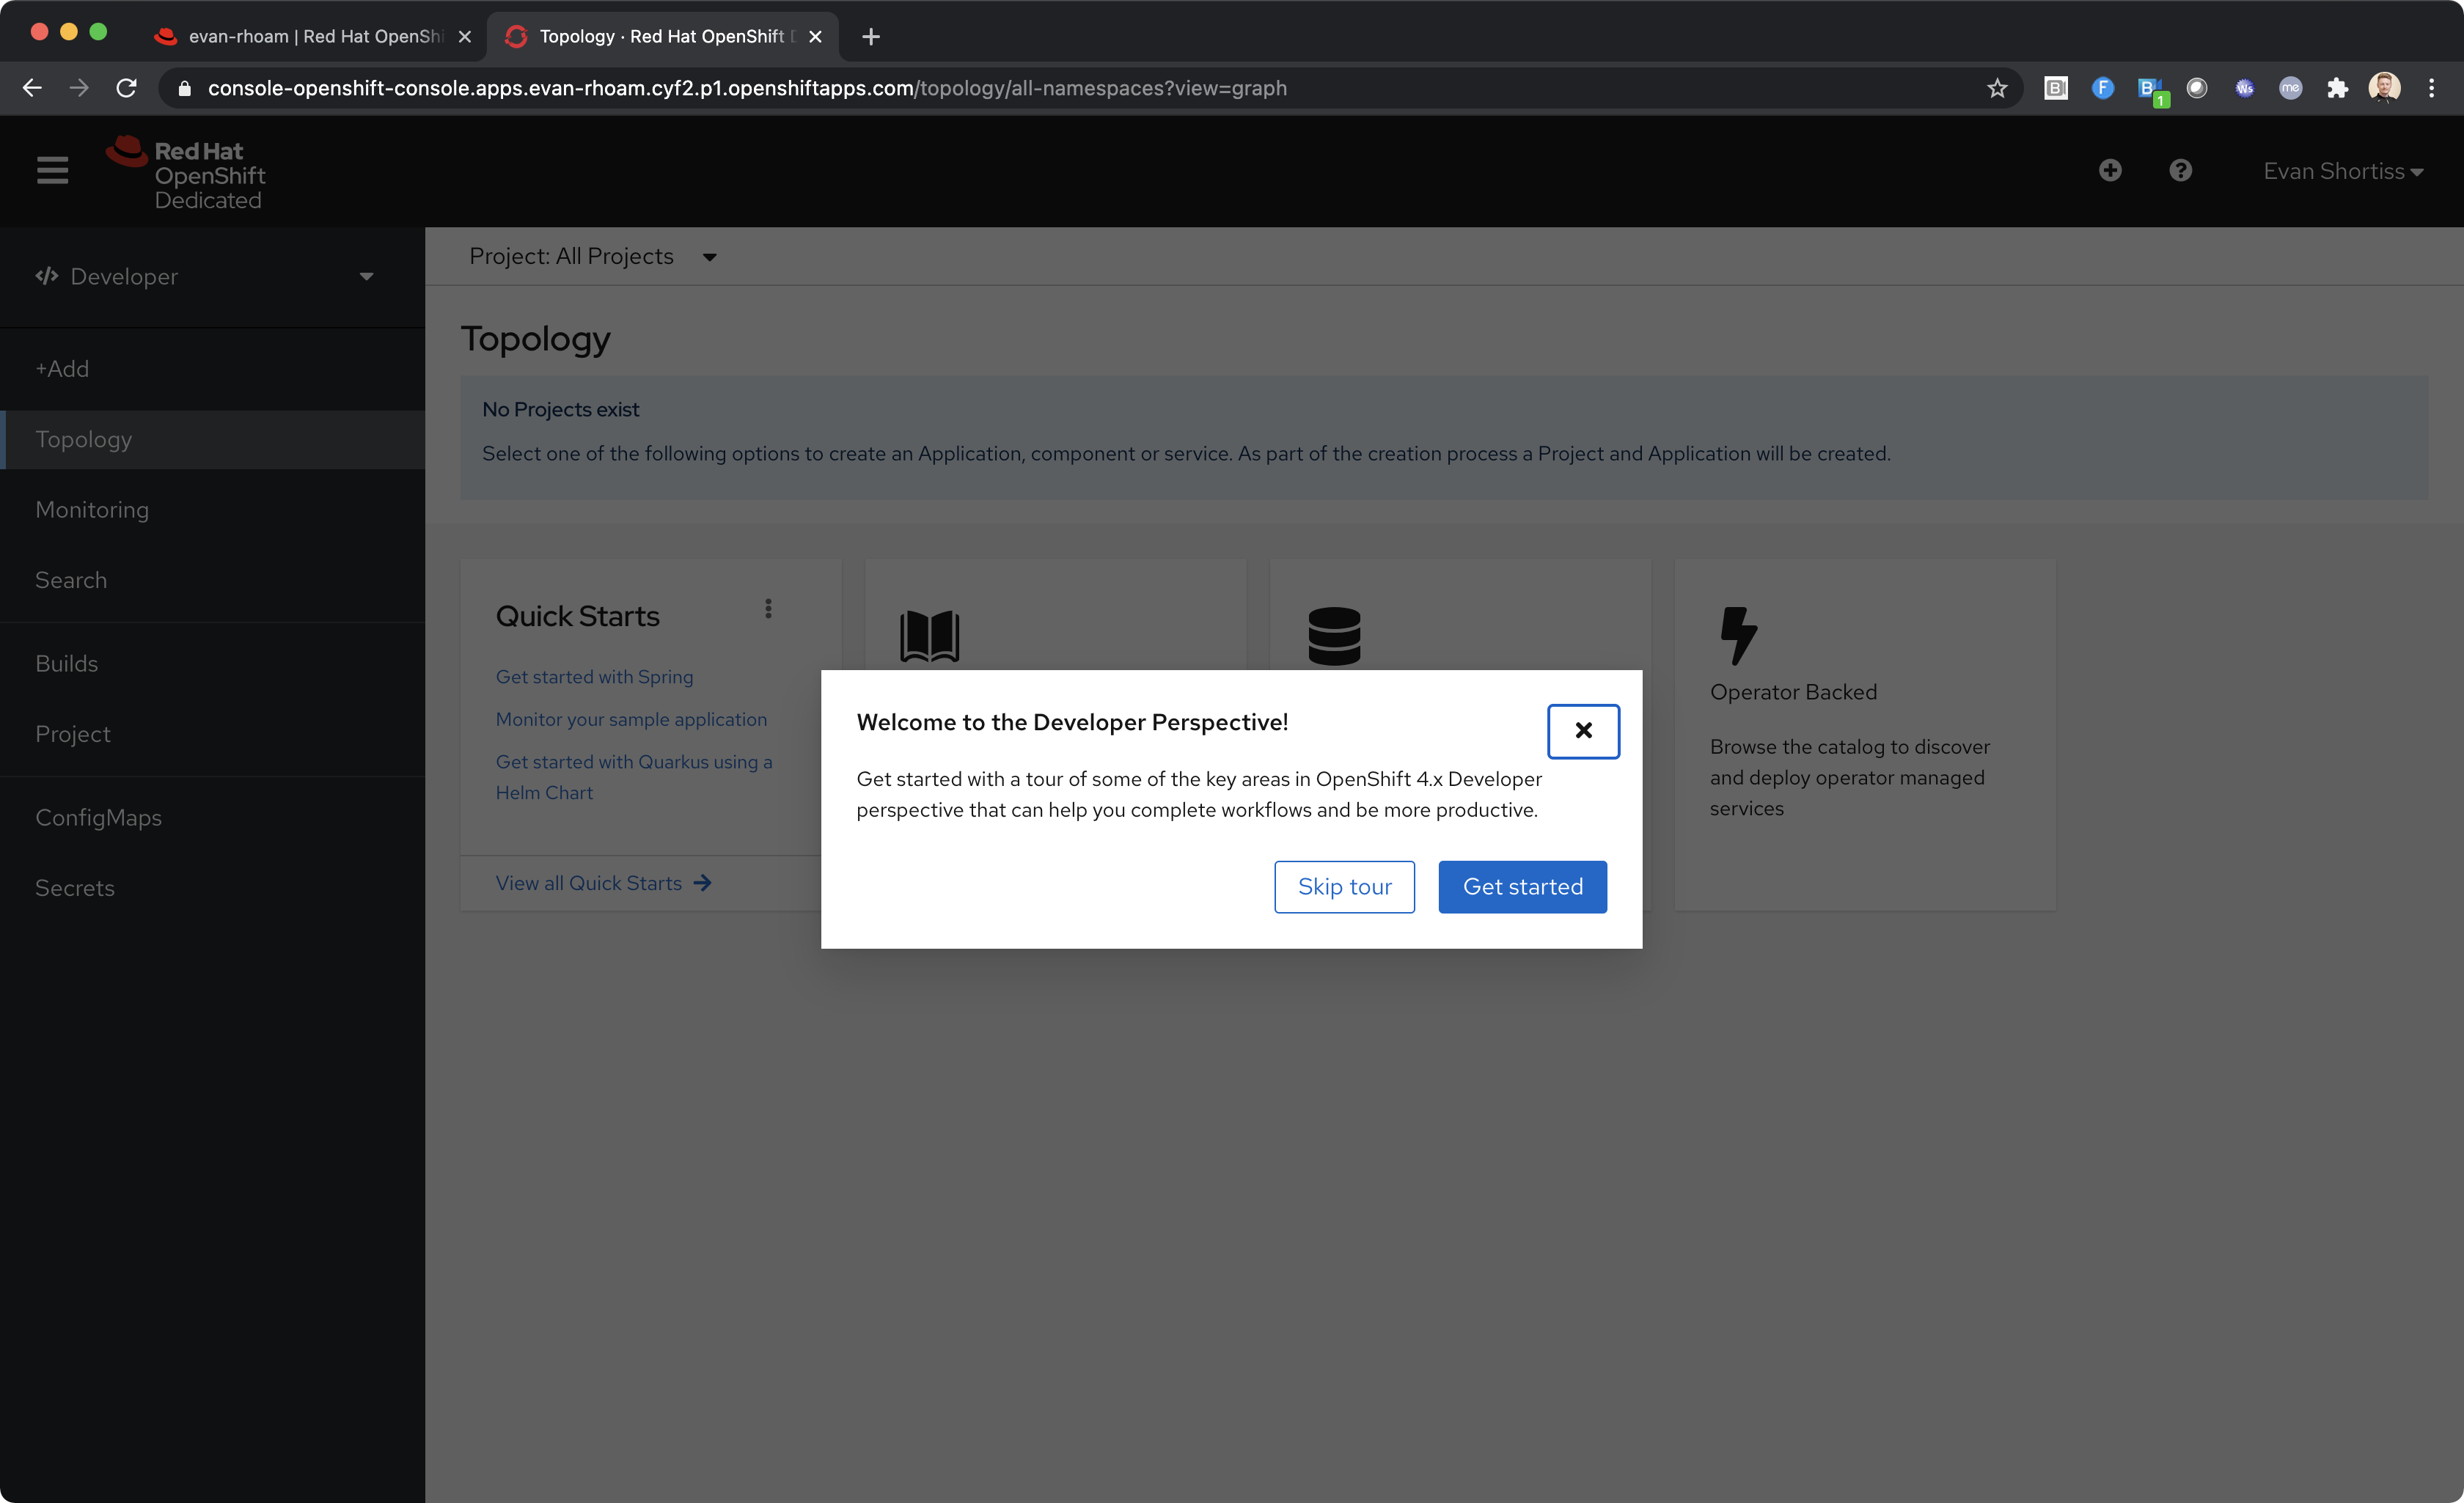 evan-rhoam | Red Hat OpenShi
Topology · Red Hat OpenShift D
console-openshift-console.apps.evan-rhoam.cyf2.p1.openshiftapps.com/topology/all-namespaces?view=graph
B
F
B
1
Ws
me
Red Hat
OpenShift
Dedicated
Evan Shortiss
Developer
Project: All Projects
+Add
Topology
Monitoring
Search
Builds
Project
ConfigMaps
Secrets
Topology
No Projects exist
Select one of the following options to create an Application, component or service. As part of the creation process a Project and Application will be created.
Quick Starts
Get started with Spring
Monitor your sample application
Get started with Quarkus using a
Helm Chart
View all Quick Starts
Operator Backed
Browse the catalog to discover
and deploy operator managed
services
Welcome to the Developer Perspective!
Get started with a tour of some of the key areas in OpenShift 4.x Developer
perspective that can help you complete workflows and be more productive.
Skip tour
Get started